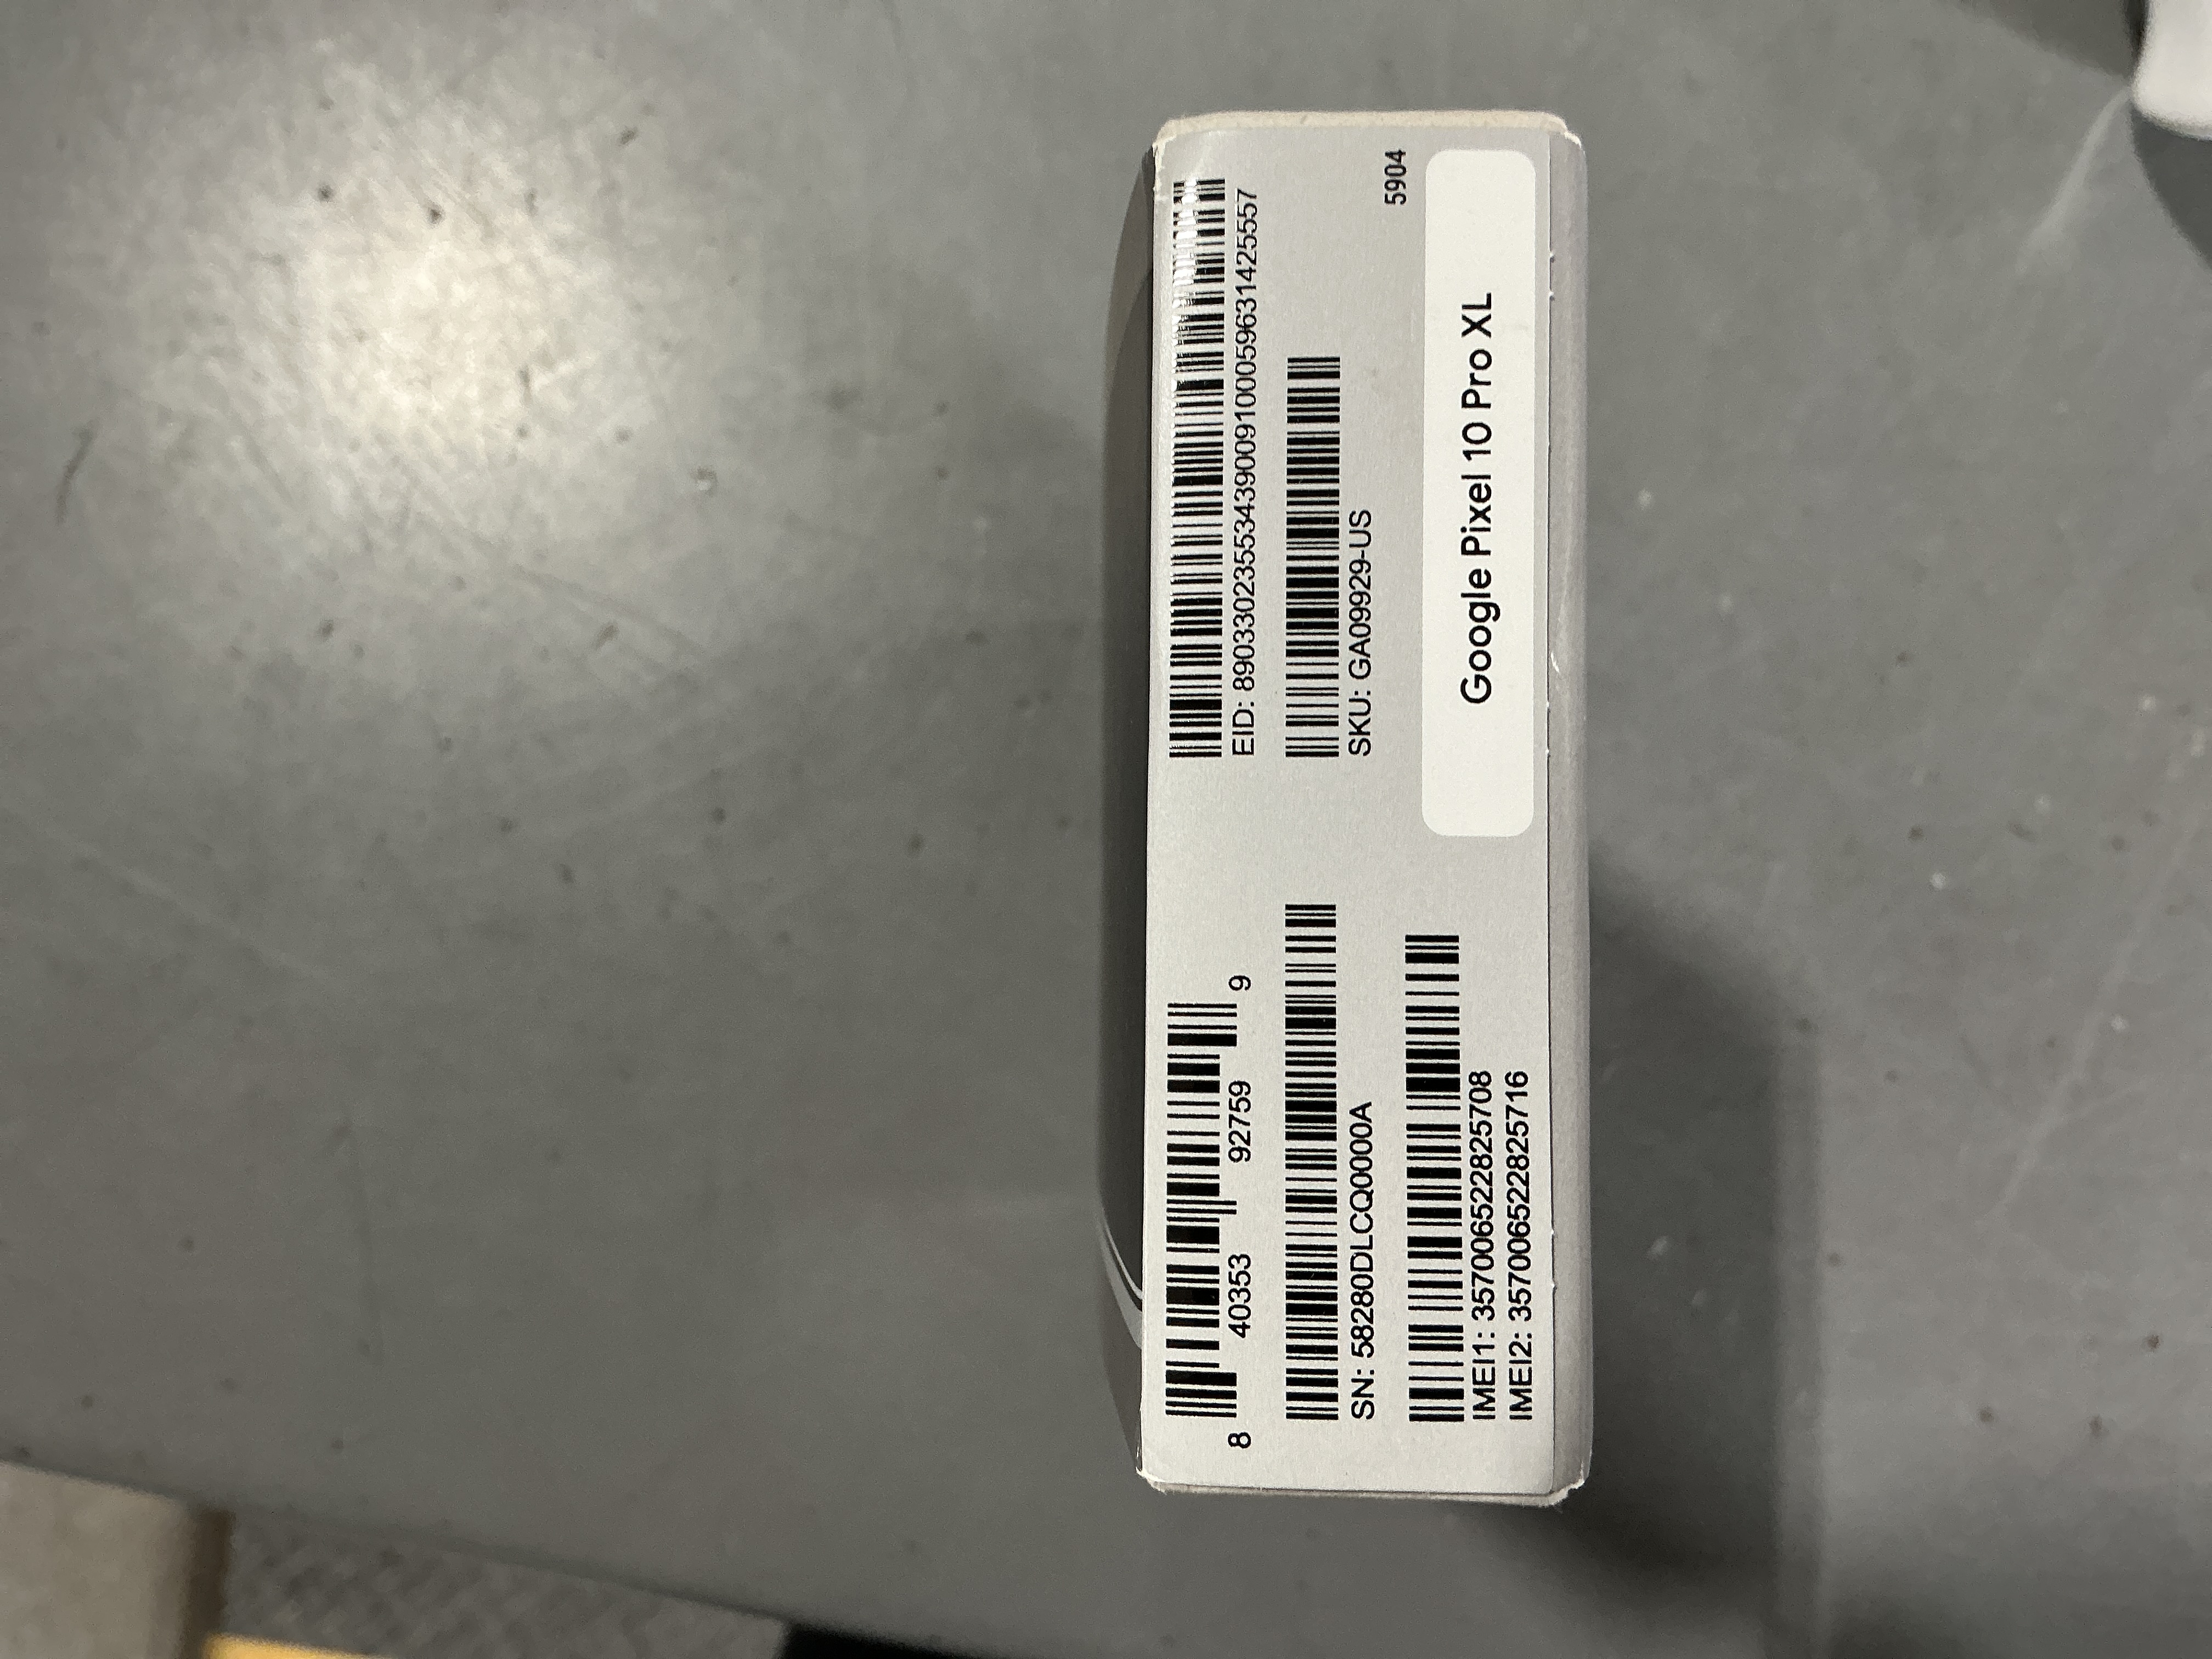 8 40353 92759 9
SN: 58280DLCQ0000A
IMEI1: 357006522825708
IMEI2: 357006522825716
EID: 89033023553439009100059631425557
SKU: GA09929-US
5904
Google Pixel 10 Pro XL